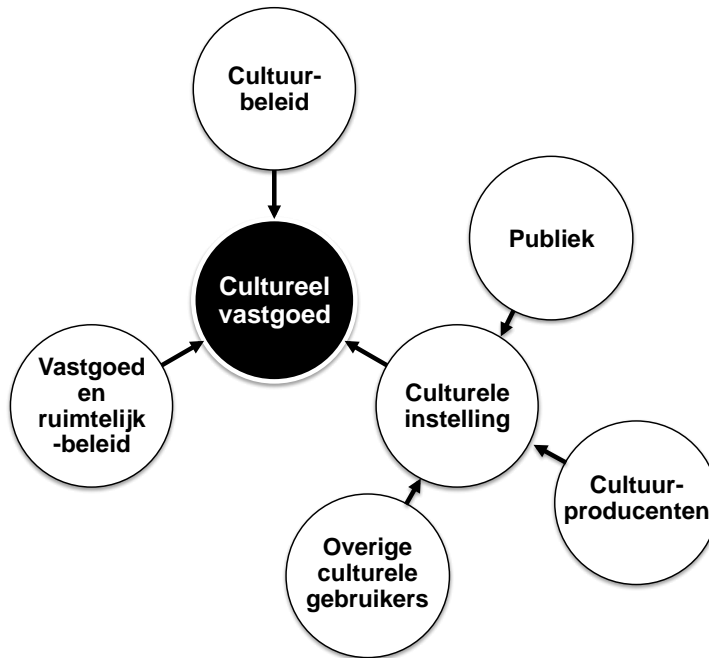 Cultuur-
beleid
Publiek
Cultureel
vastgoed
Vastgoed
en
ruimtelijk
-beleid
Culturele
instelling
Cultuur-
producenten
Overige
culturele
gebruikers